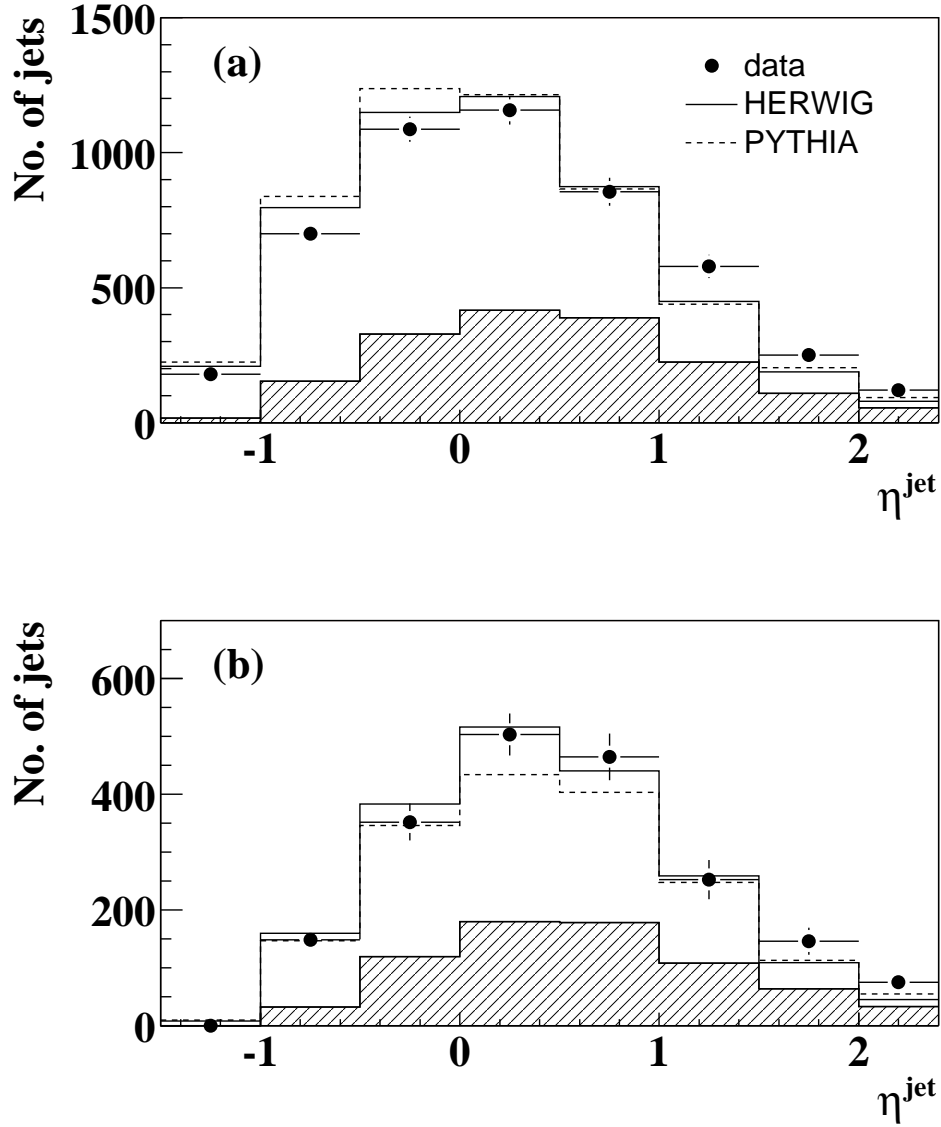 No. of jets
1500
1000
500
0
(a)
data
HERWIG
PYTHIA
-1 0 1 2
η^jet
No. of jets
600
400
200
0
(b)
-1 0 1 2
η^jet